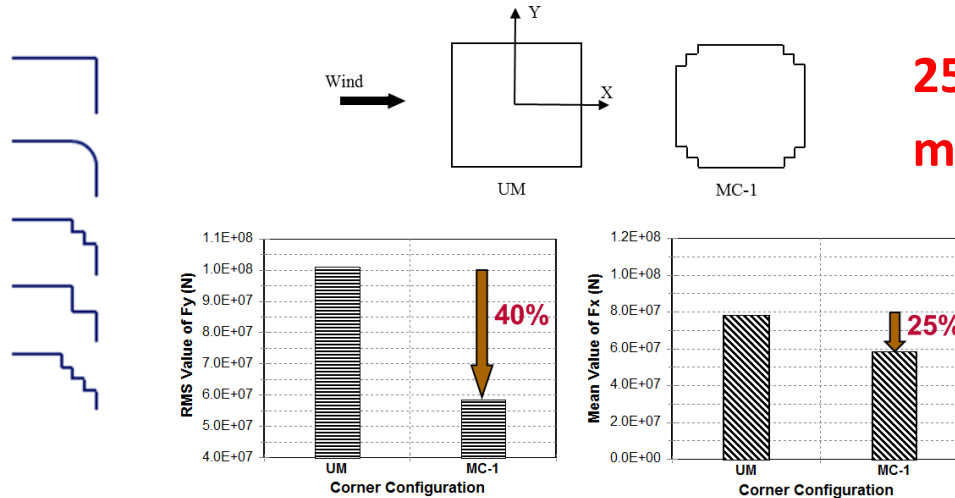 Y
Wind
X
UM
MC-1
25
m
RMS Value of Fy (N)
1.1E+08
1.0E+08
9.0E+07
8.0E+07
7.0E+07
6.0E+07
5.0E+07
4.0E+07
40%
UM
MC-1
Corner Configuration
Mean Value of Fx (N)
1.2E+08
1.0E+08
8.0E+07
6.0E+07
4.0E+07
2.0E+07
0.0E+00
25%
UM
MC-1
Corner Configuration